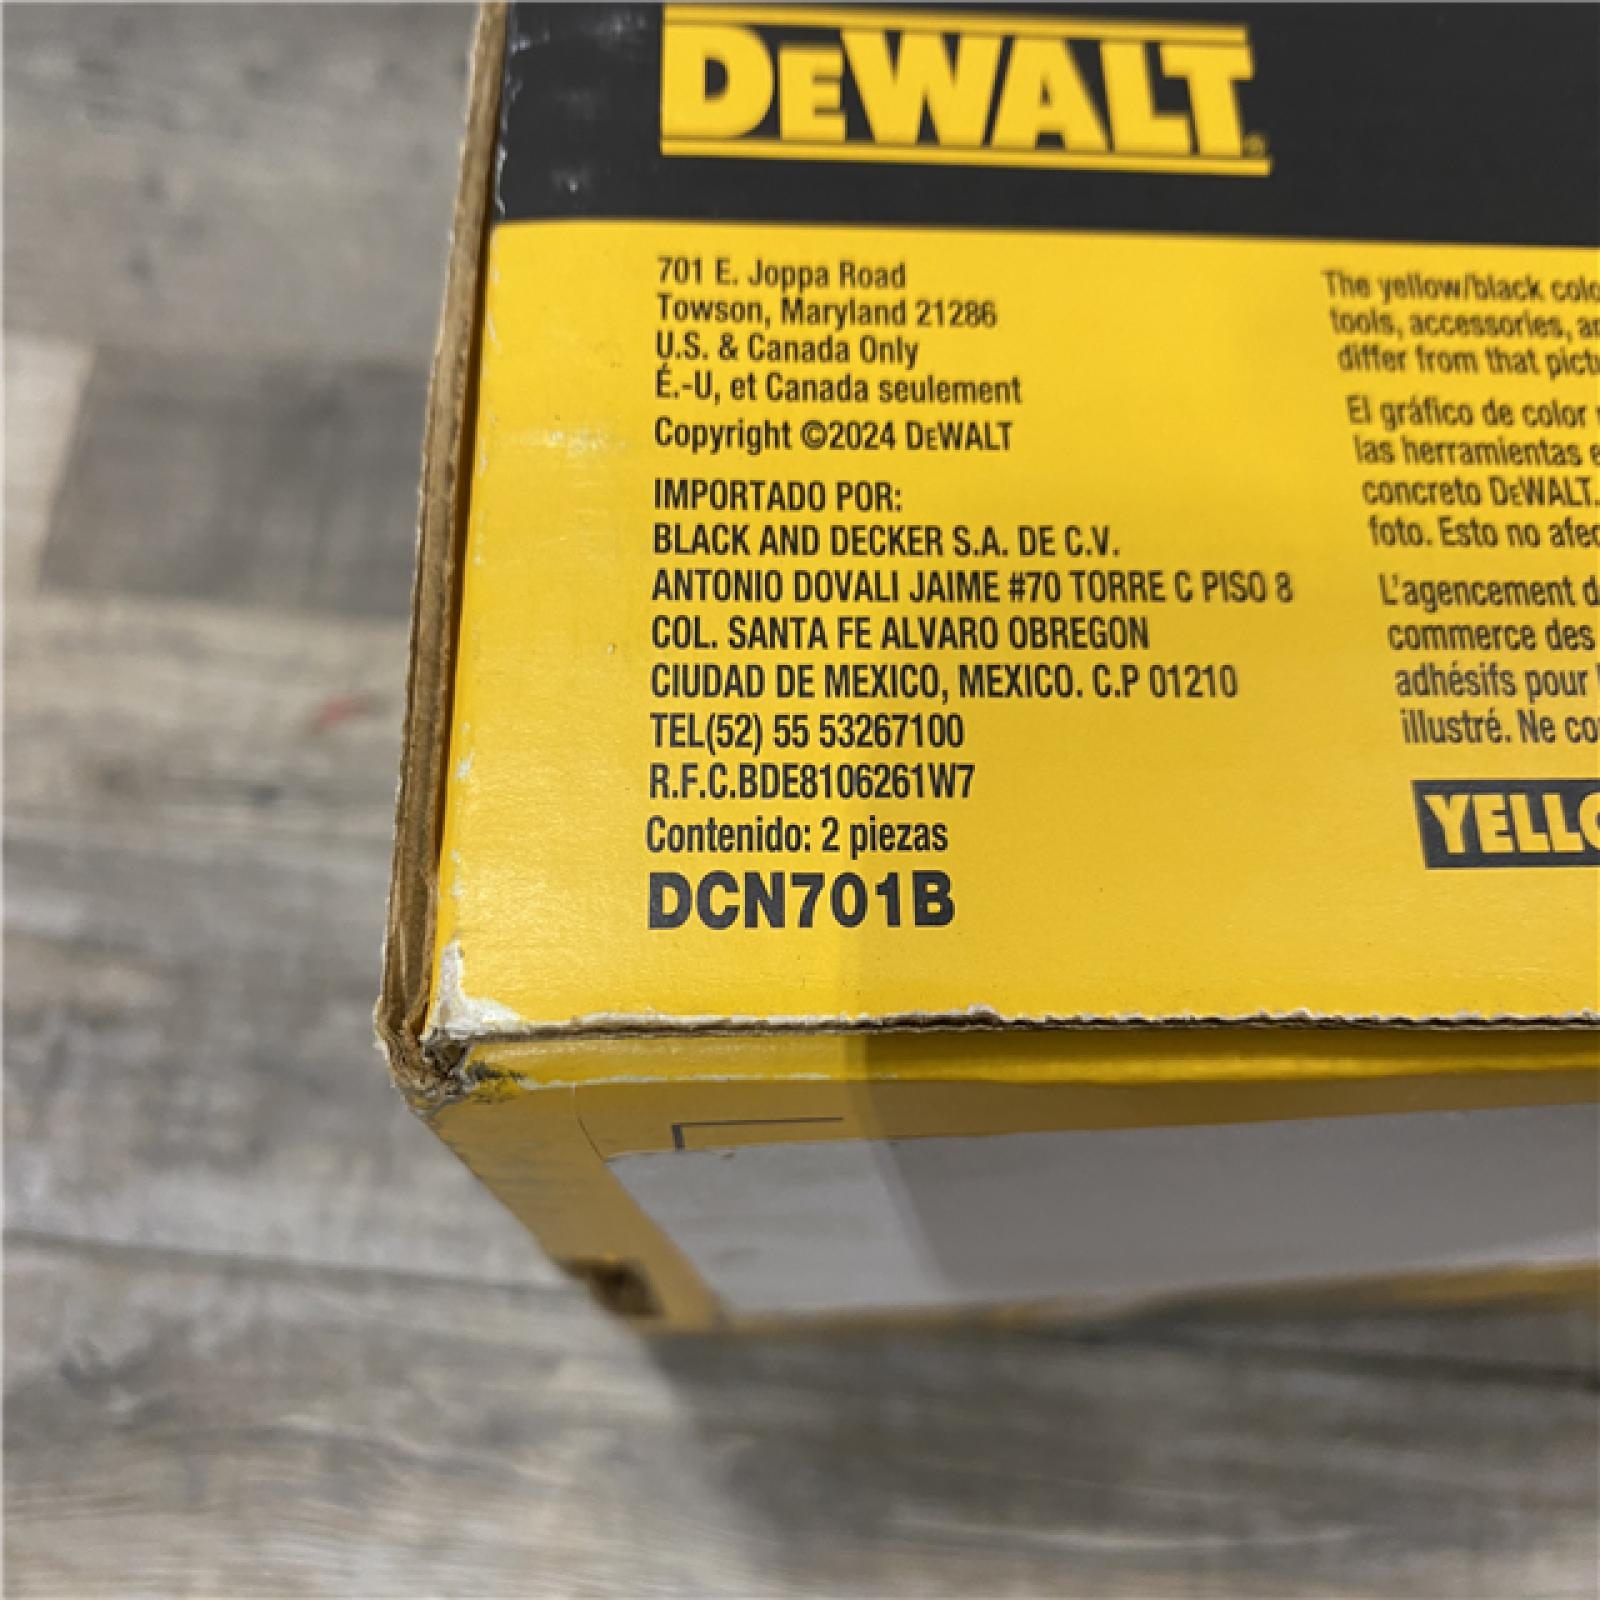 DEWALT
701 E. Joppa Road
Towson, Maryland 21286
U.S. & Canada Only
É.-U, et Canada seulement
Copyright ©2024 DEWALT
IMPORTADO POR:
BLACK AND DECKER S.A. DE C.V.
ANTONIO DOVALI JAIME #70 TORRE C PISO 8
COL. SANTA FE ALVARO OBREGON
CIUDAD DE MEXICO, MEXICO. C.P 01210
TEL(52) 55 53267100
R.F.C.BDE8106261W7
Contenido: 2 piezas
DCN701B
The yellow/black
tools, accessories,
differ from that
El gráfico de color
las herramientas
concreto DEWALT.
foto. Esto no
L'agencement
commerce des
adhésifs pour
illustré. Ne